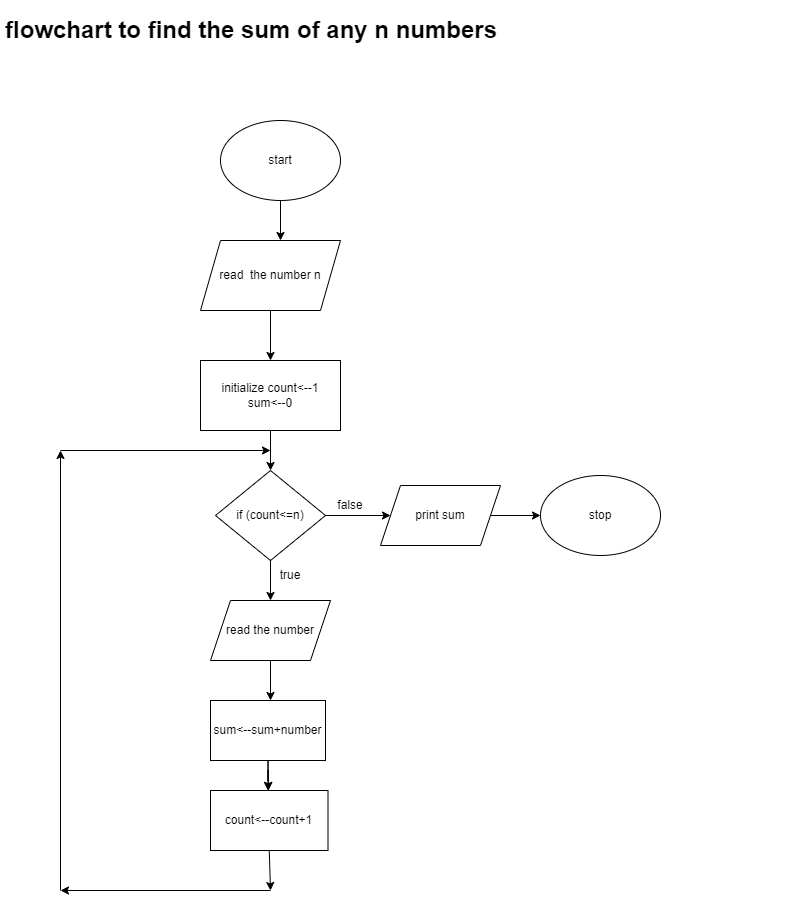 flowchart to find the sum of any n numbers
start
read  the number n
initialize count<--1
sum<--0
if (count<=n)
false
print sum
stop
true
read the number
sum<--sum+number
count<--count+1